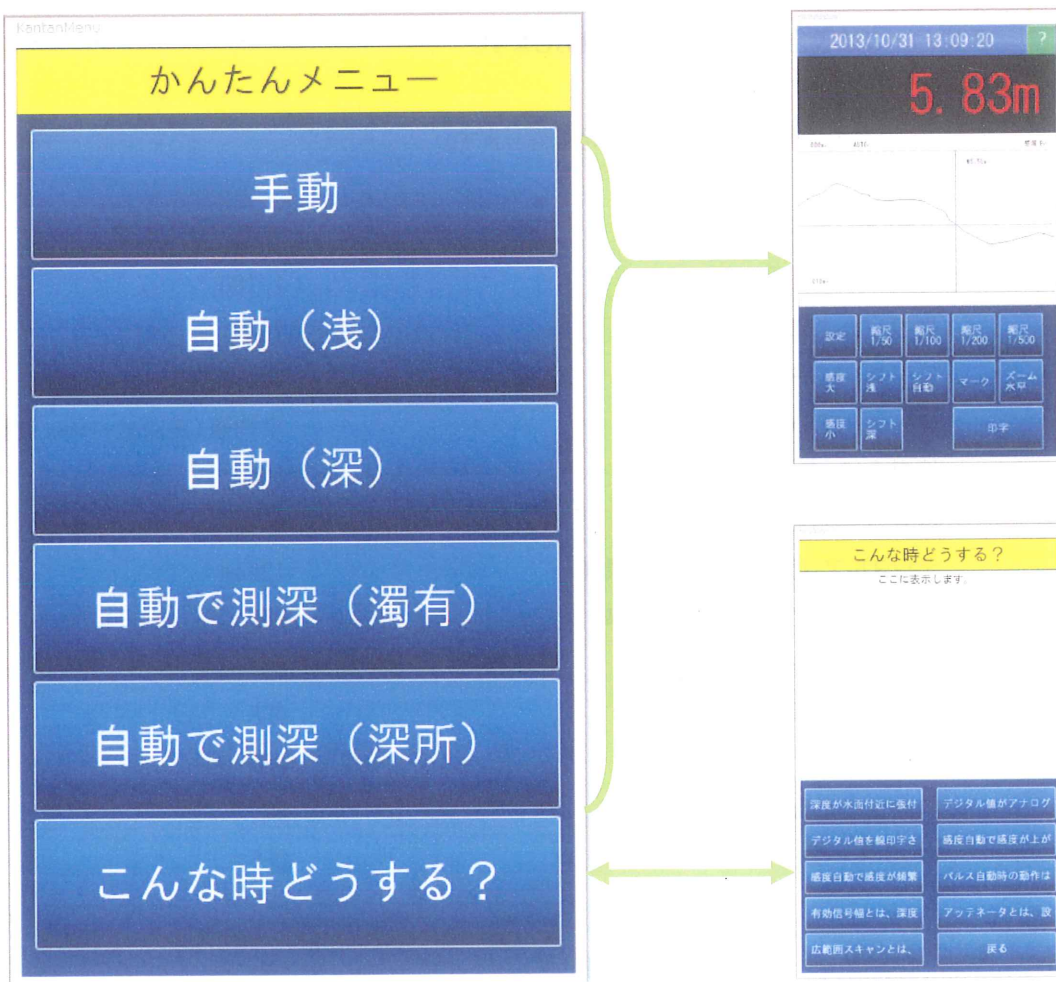 KantanMenu
かんたんメニュー
手動
自動（浅）
自動（深）
自動で測深（濁有）
自動で測深（深所）
こんな時どうする？
2013/10/31 13:09:20
?
5.83m
設定
縮尺
1/50
縮尺
1/100
縮尺
1/200
縮尺
1/500
感度
大
シフト
浅
シフト
自動
マーク
ズーム
水平
感度
小
シフト
深
印字
こんな時どうする？
ここに表示します。
深度が水面付近に張付
デジタル値がアナログ
デジタル値を線印字さ
感度自動で感度が上が
感度自動で感度が頻繁
パルス自動時の動作は
有効信号幅とは、深度
アッテネータとは、設
広範囲スキャンとは、
戻る